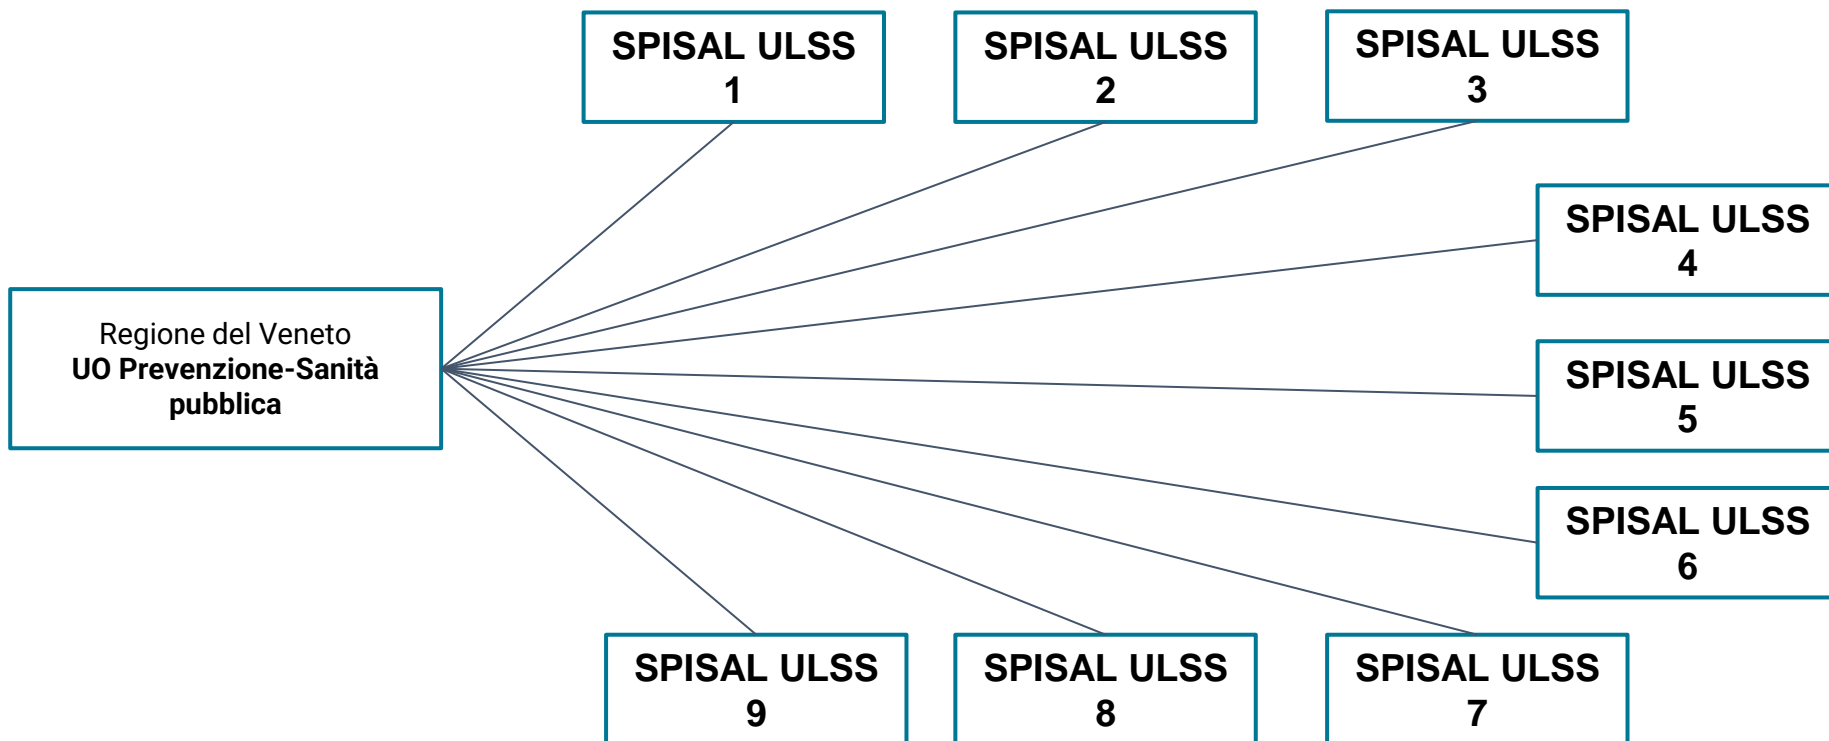 SPISAL ULSS
1
SPISAL ULSS
2
SPISAL ULSS
3
SPISAL ULSS
4
Regione del Veneto
UO Prevenzione-Sanità
pubblica
SPISAL ULSS
5
SPISAL ULSS
6
SPISAL ULSS
9
SPISAL ULSS
8
SPISAL ULSS
7